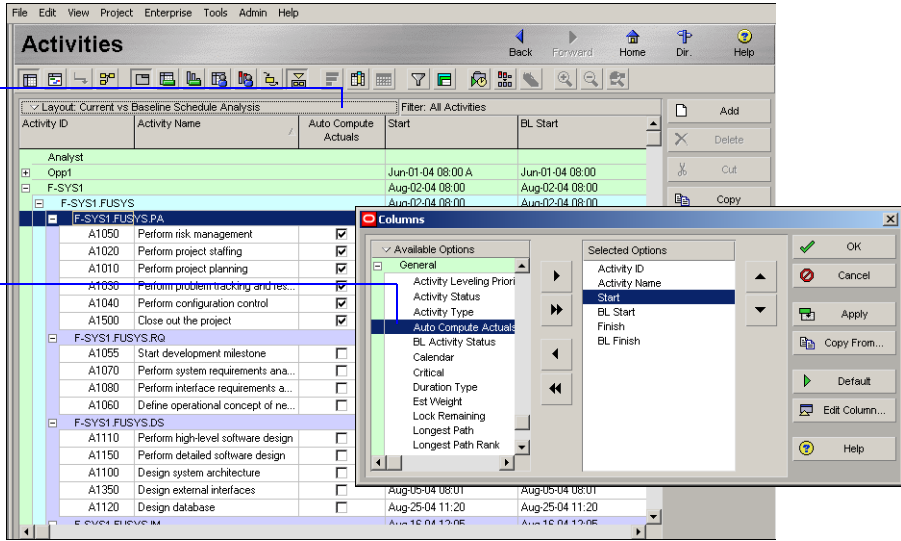 File Edit View Project Enterprise Tools Admin Help
Activities
Back Forward Home Dir. Help
Layout: Current vs Baseline Schedule Analysis Filter: All Activities
Activity ID Activity Name Auto Compute Actuals Start BL Start
Analyst
Opp1 Jun-01-04 08:00 A Jun-01-04 08:00
F-SYS1 Aug-02-04 08:00 Aug-02-04 08:00
F-SYS1.FUSYS Aug-02-04 08:00 Aug-02-04 08:00
F-SYS1.FUSYS.PA
A1050 Perform risk management
A1020 Perform project staffing
A1010 Perform project planning
A1030 Perform problem tracking and res...
A1040 Perform configuration control
A1500 Close out the project
F-SYS1.FUSYS.RQ
A1055 Start development milestone
A1070 Perform system requirements ana...
A1080 Perform interface requirements a...
A1060 Define operational concept of ne...
F-SYS1.FUSYS.DS
A1110 Perform high-level software design
A1150 Perform detailed software design
A1100 Design system architecture
A1350 Design external interfaces Aug-05-04 08:01 Aug-05-04 08:01
A1120 Design database Aug-25-04 11:20 Aug-25-04 11:20
F-SYS1.FUSYS.IM Aug-16-04 12:05 Aug-16-04 12:05
Add
Delete
Cut
Copy
Columns
Available Options
General
Activity Leveling Priori
Activity Status
Activity Type
Auto Compute Actuals
BL Activity Status
Calendar
Critical
Duration Type
Est Weight
Lock Remaining
Longest Path
Longest Path Rank
Selected Options
Activity ID
Activity Name
Start
BL Start
Finish
BL Finish
OK
Cancel
Apply
Copy From...
Default
Edit Column...
Help